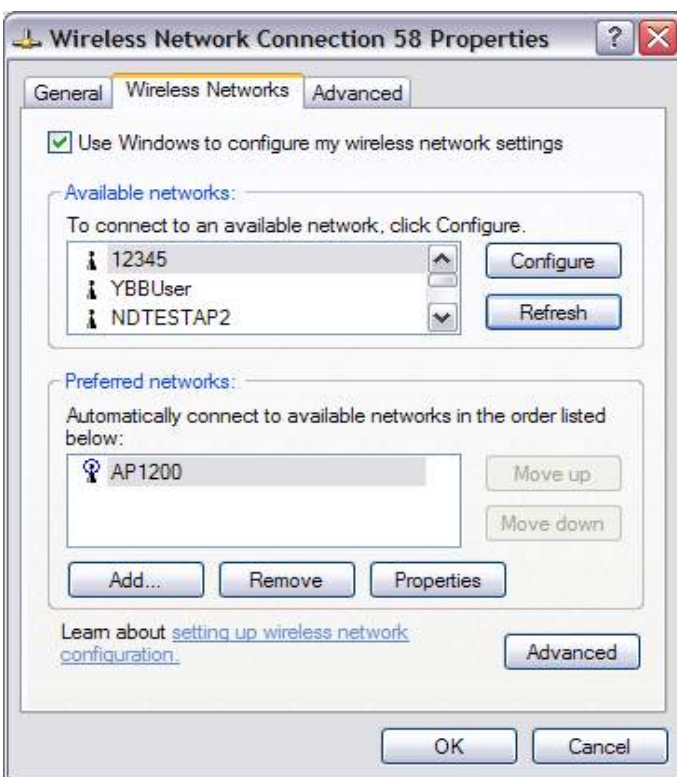 Wireless Network Connection 58 Properties
General Wireless Networks Advanced
Use Windows to configure my wireless network settings
Available networks:
To connect to an available network, click Configure.
12345
YBBUser
NDTESTAP2
Configure
Refresh
Preferred networks:
Automatically connect to available networks in the order listed
below:
AP1200
Move up
Move down
Add... Remove Properties
Learn about setting up wireless network
configuration.
Advanced
OK Cancel